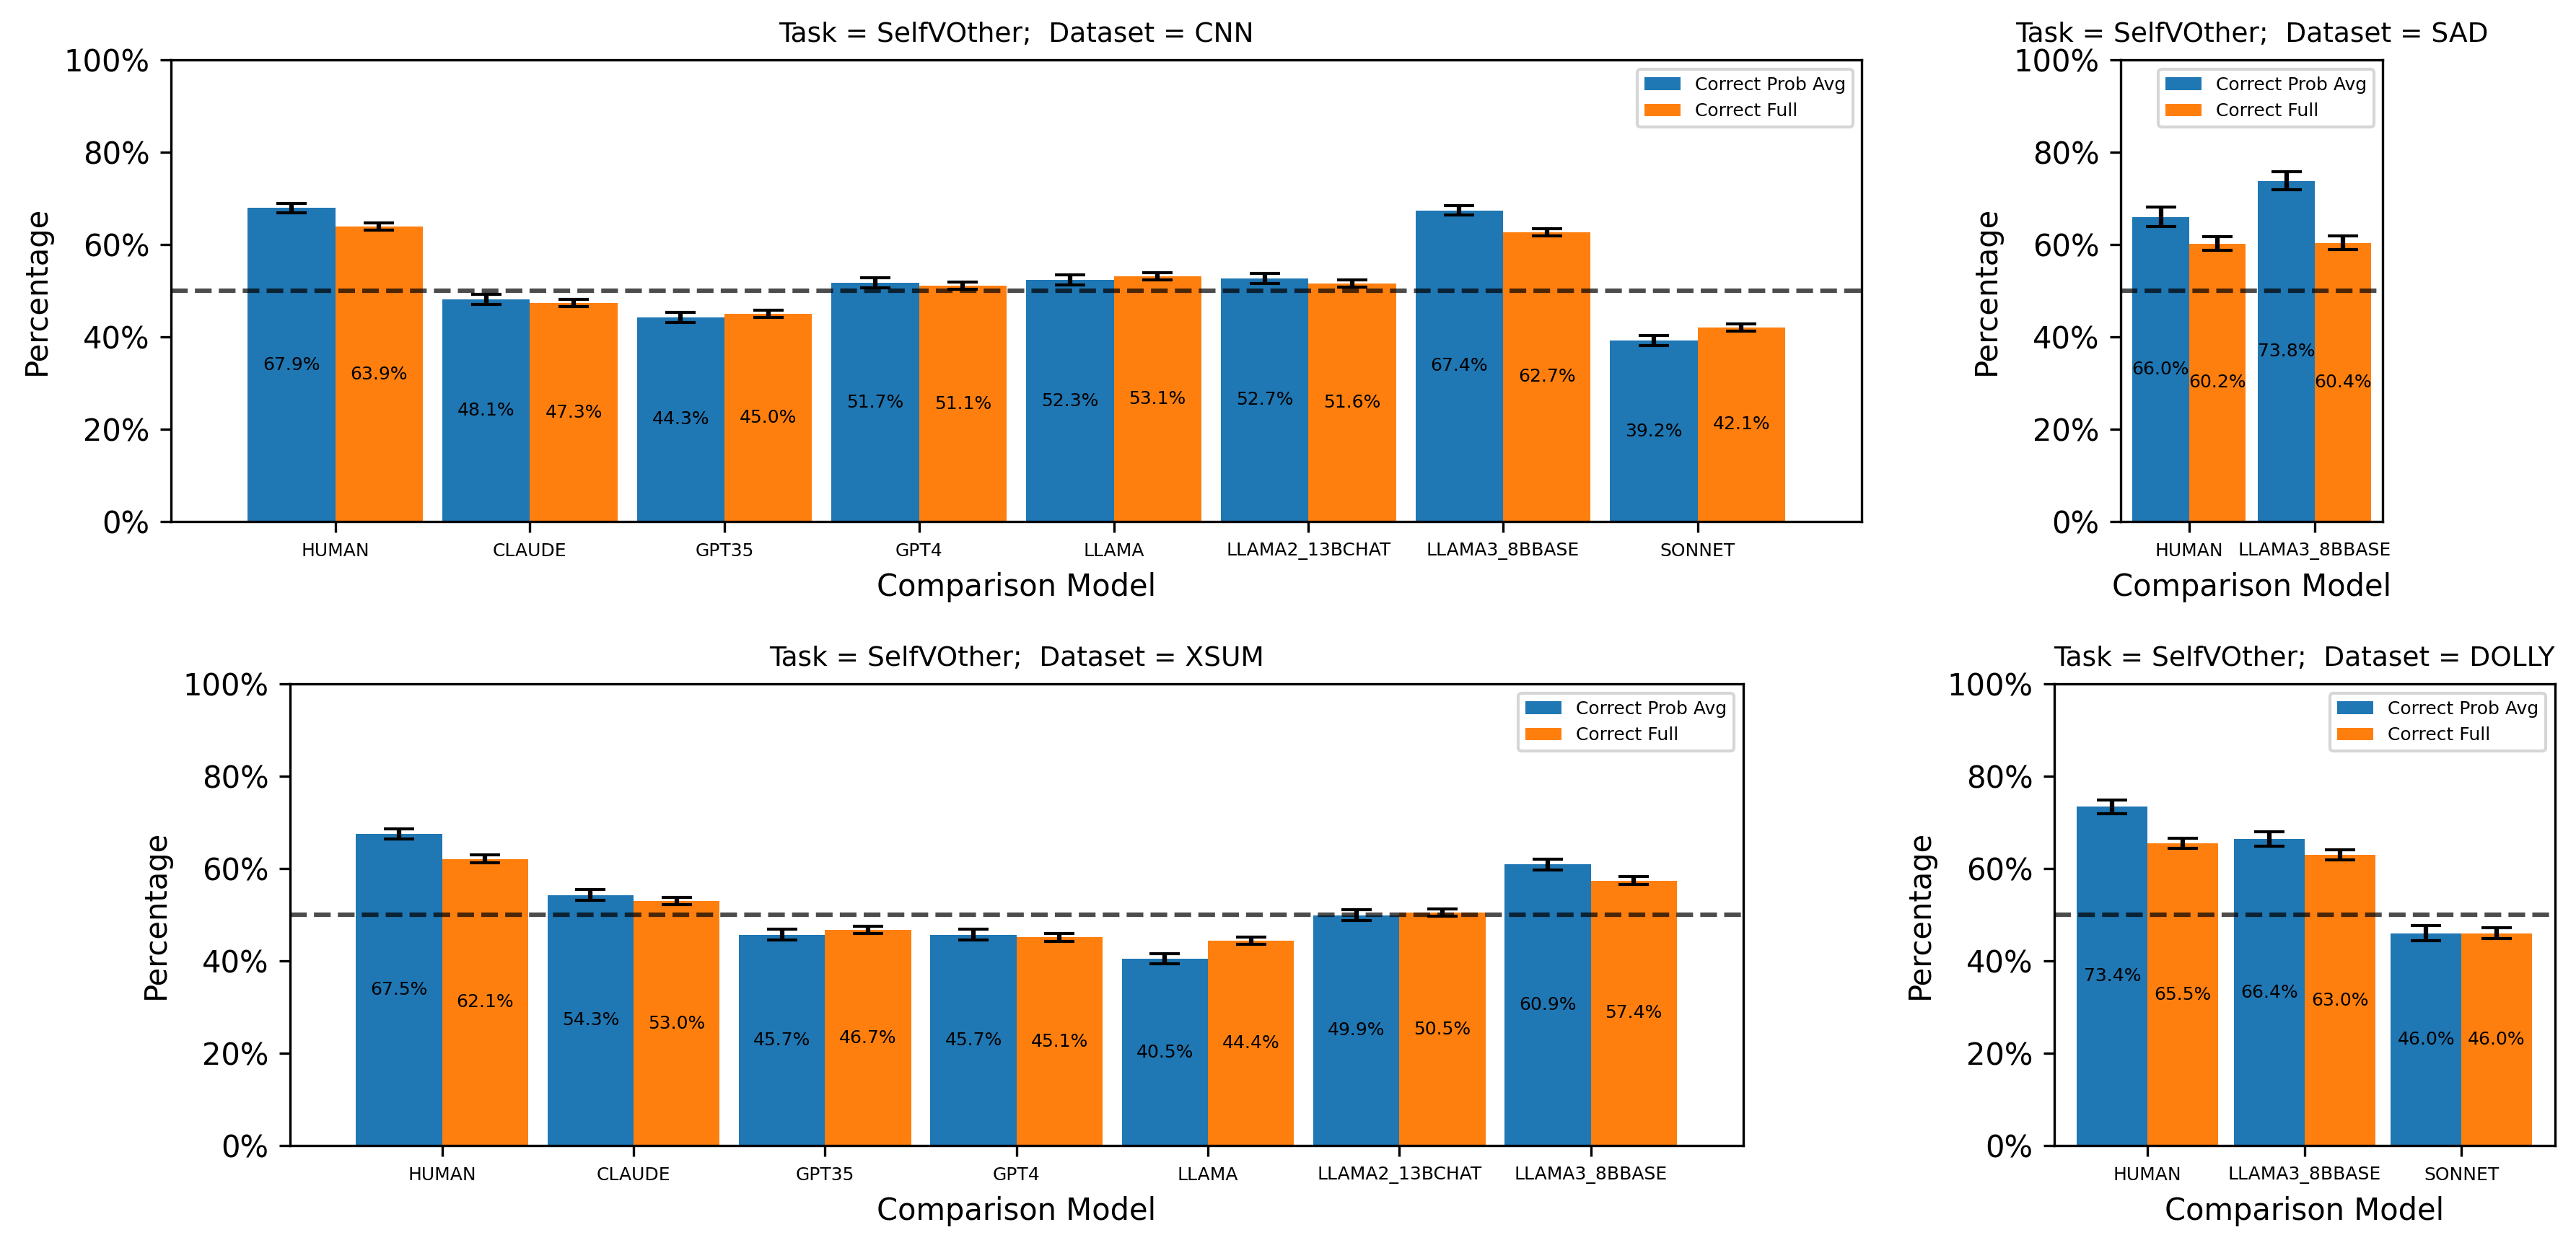 Task = SelfVOther;  Dataset = CNN
100%
80%
60%
40%
20%
0%
Percentage
Correct Prob Avg
Correct Full
67.9%
63.9%
48.1%
47.3%
44.3%
45.0%
51.7%
51.1%
52.3%
53.1%
52.7%
51.6%
67.4%
62.7%
39.2%
42.1%
HUMAN CLAUDE GPT35 GPT4 LLAMA LLAMA2_13BCHAT LLAMA3_8BBASE SONNET
Comparison Model
Task = SelfVOther;  Dataset = SAD
100%
80%
60%
40%
20%
0%
Percentage
Correct Prob Avg
Correct Full
66.0%
60.2%
73.8%
60.4%
HUMAN LLAMA3_8BBASE
Comparison Model
Task = SelfVOther;  Dataset = XSUM
100%
80%
60%
40%
20%
0%
Percentage
Correct Prob Avg
Correct Full
67.5%
62.1%
54.3%
53.0%
45.7%
46.7%
45.7%
45.1%
40.5%
44.4%
49.9%
50.5%
60.9%
57.4%
HUMAN CLAUDE GPT35 GPT4 LLAMA LLAMA2_13BCHAT LLAMA3_8BBASE
Comparison Model
Task = SelfVOther;  Dataset = DOLLY
100%
80%
60%
40%
20%
0%
Percentage
Correct Prob Avg
Correct Full
73.4%
65.5%
66.4%
63.0%
46.0%
46.0%
HUMAN LLAMA3_8BBASE SONNET
Comparison Model